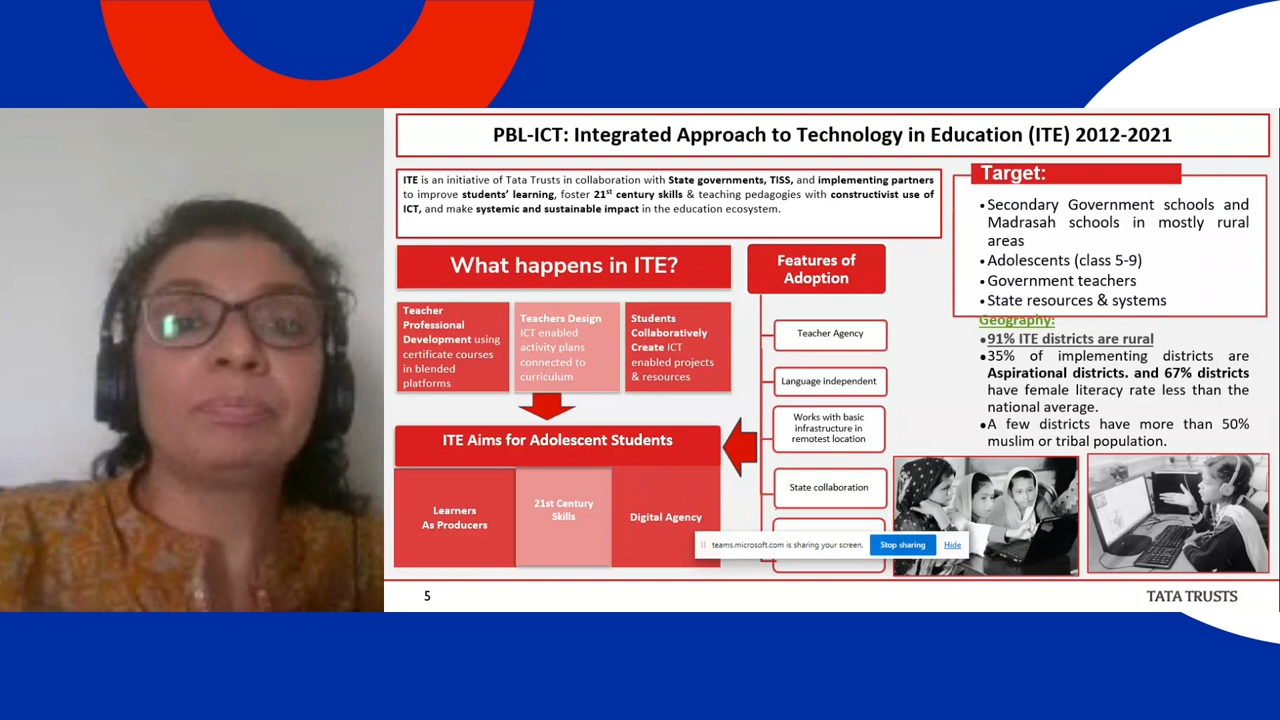 PBL-ICT: Integrated Approach to Technology in Education (ITE) 2012-2021
ITE is an initiative of Tata Trusts in collaboration with State governments, TISS, and implementing partners
to improve students' learning, foster 21st century skills & teaching pedagogies with constructivist use of
ICT, and make systemic and sustainable impact in the education ecosystem.
What happens in ITE?
Teacher
Professional
Development using
certificate courses
in blended
platforms
Teachers Design
ICT enabled
activity plans
connected to
curriculum
Students
Collaboratively
Create ICT
enabled projects
& resources
ITE Aims for Adolescent Students
Learners
As Producers
21st Century
Skills
Digital Agency
Features of
Adoption
Teacher Agency
Language independent
Works with basic
infrastructure in
remotest location
State collaboration
Target:
•Secondary Government schools and
Madrasah schools in mostly rural
areas
•Adolescents (class 5-9)
•Government teachers
•State resources & systems
Geography:
•91% ITE districts are rural
•35% of implementing districts are
Aspirational districts. and 67% districts
have female literacy rate less than the
national average.
•A few districts have more than 50%
muslim or tribal population.
teams.microsoft.com is sharing your screen.
Stop sharing
Hide
5
TATA TRUSTS